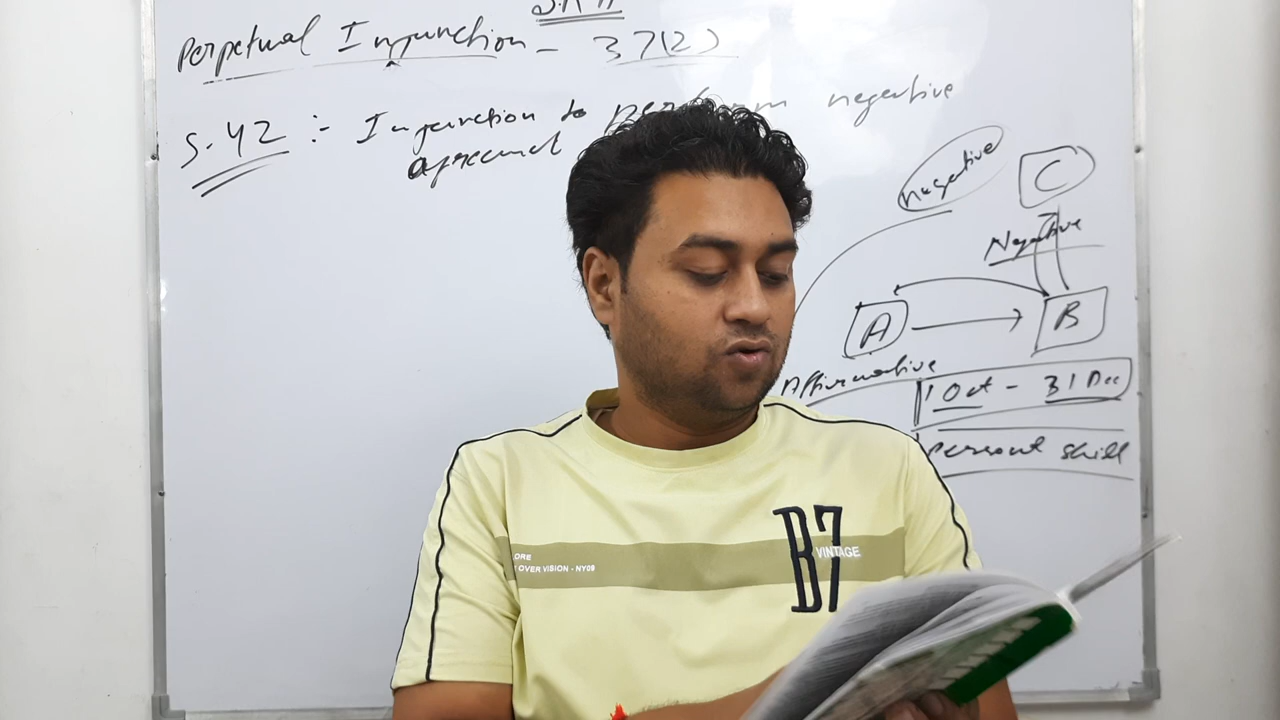 S.R.A
Perpetual Injunction - 37(2)
S.42 :- Injunction to perform negative
agreement
negative
C
Negative
A
B
Affirmative
1 Oct - 31 Dec
personal skill
B7
VINTAGE
ORE
OVER VISION - NY09